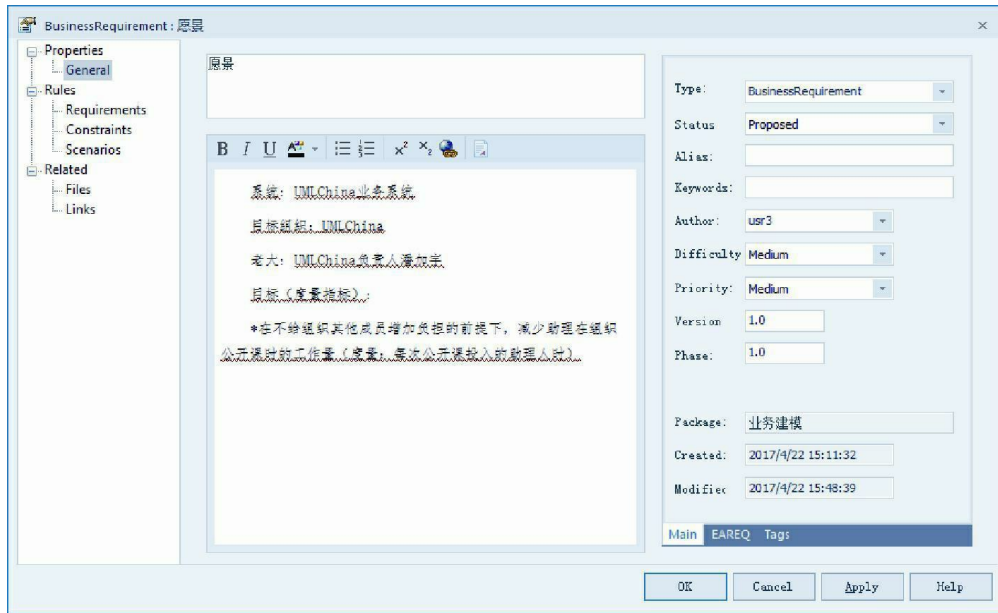 BusinessRequirement : 愿景
Properties
General
Rules
Requirements
Constraints
Scenarios
Related
Files
Links
愿景
B I U
系统：UMLChina业务系统
目标组织：UMLChina
老大：UMLChina负责人潘加宇
目标（度量指标）：
*在不给组织其他成员增加负担的前提下，减少助理在组织
公开课时的工作量（度量：每次公开课投入的助理人时）
Type: BusinessRequirement
Status Proposed
Alias:
Keywords:
Author: usr3
Difficulty Medium
Priority: Medium
Version 1.0
Phase: 1.0
Package: 业务建模
Created: 2017/4/22 15:11:32
Modified 2017/4/22 15:48:39
Main EAREQ Tags
OK Cancel Apply Help